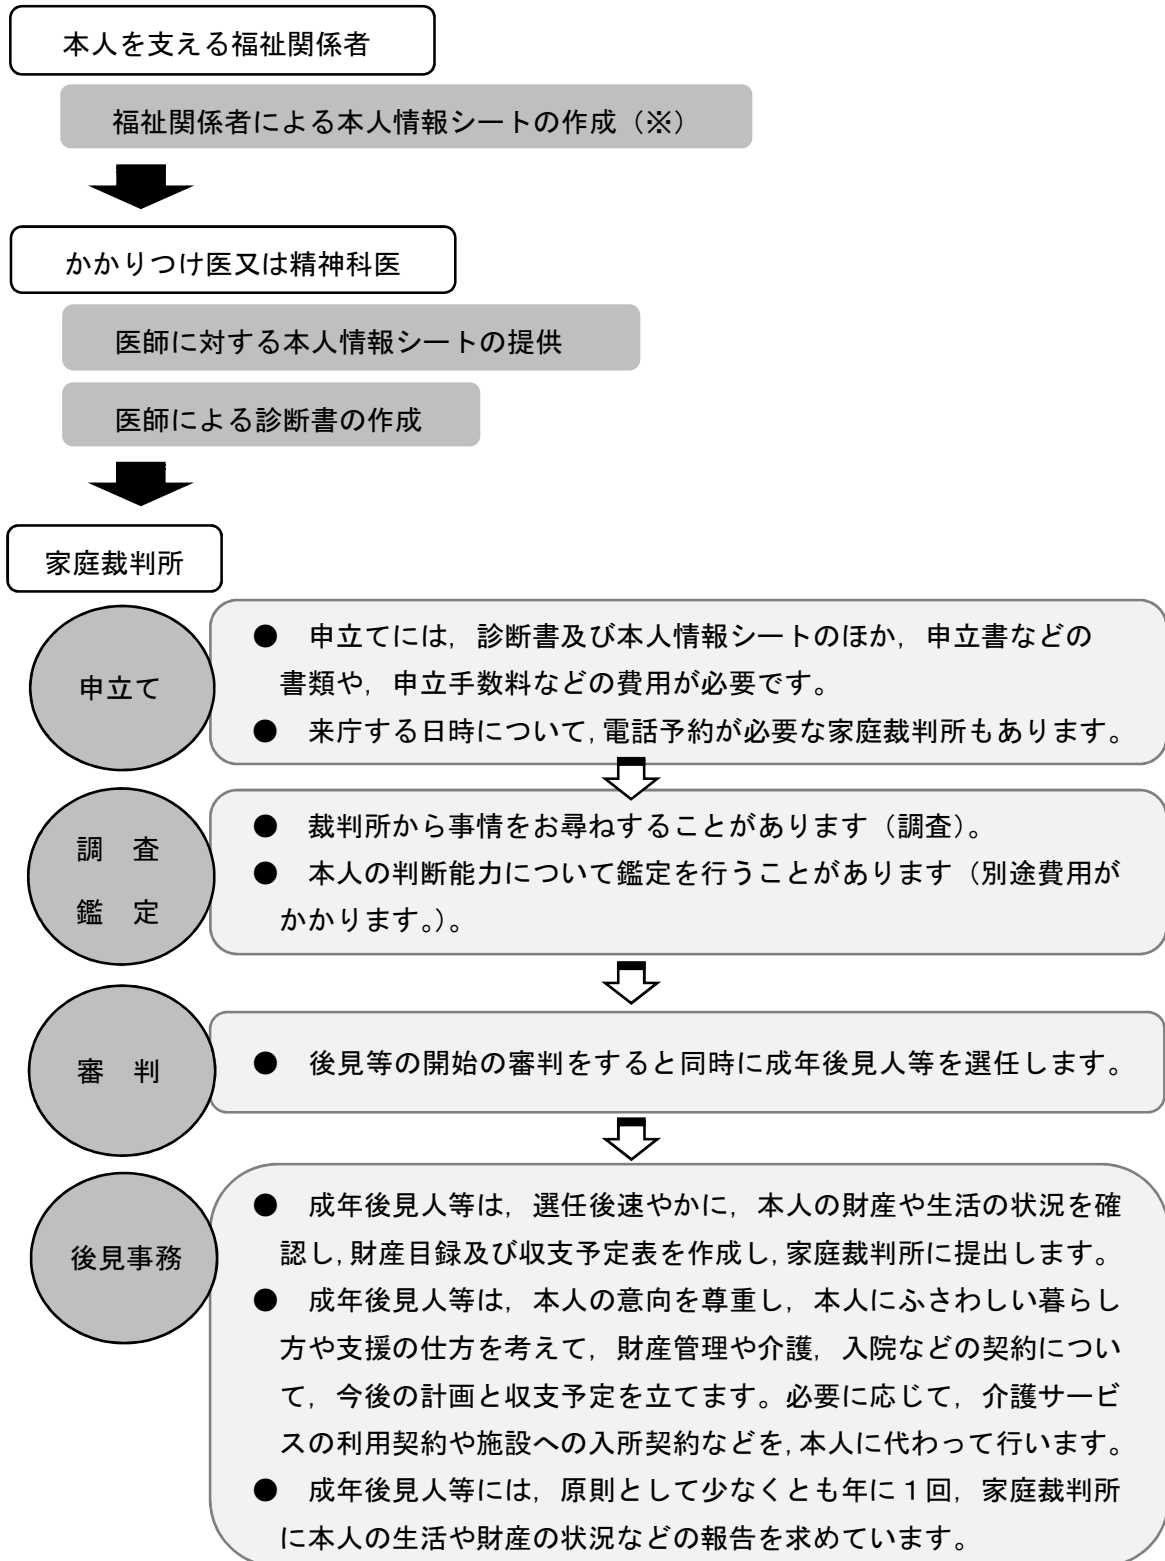 本人を支える福祉関係者
福祉関係者による本人情報シートの作成（※）
かかりつけ医又は精神科医
医師に対する本人情報シートの提供
医師による診断書の作成
家庭裁判所
申立て
●　申立てには，診断書及び本人情報シートのほか，申立書などの
書類や，申立手数料などの費用が必要です。
●　来庁する日時について，電話予約が必要な家庭裁判所もあります。
調　査
鑑　定
●　裁判所から事情をお尋ねすることがあります（調査）。
●　本人の判断能力について鑑定を行うことがあります（別途費用が
かかります。）。
審　判
●　後見等の開始の審判をすると同時に成年後見人等を選任します。
後見事務
●　成年後見人等は，選任後速やかに，本人の財産や生活の状況を確
認し，財産目録及び収支予定表を作成し，家庭裁判所に提出します。
●　成年後見人等は，本人の意向を尊重し，本人にふさわしい暮らし
方や支援の仕方を考えて，財産管理や介護，入院などの契約につい
て，今後の計画と収支予定を立てます。必要に応じて，介護サービ
スの利用契約や施設への入所契約などを，本人に代わって行います。
●　成年後見人等には，原則として少なくとも年に１回，家庭裁判所
に本人の生活や財産の状況などの報告を求めています。